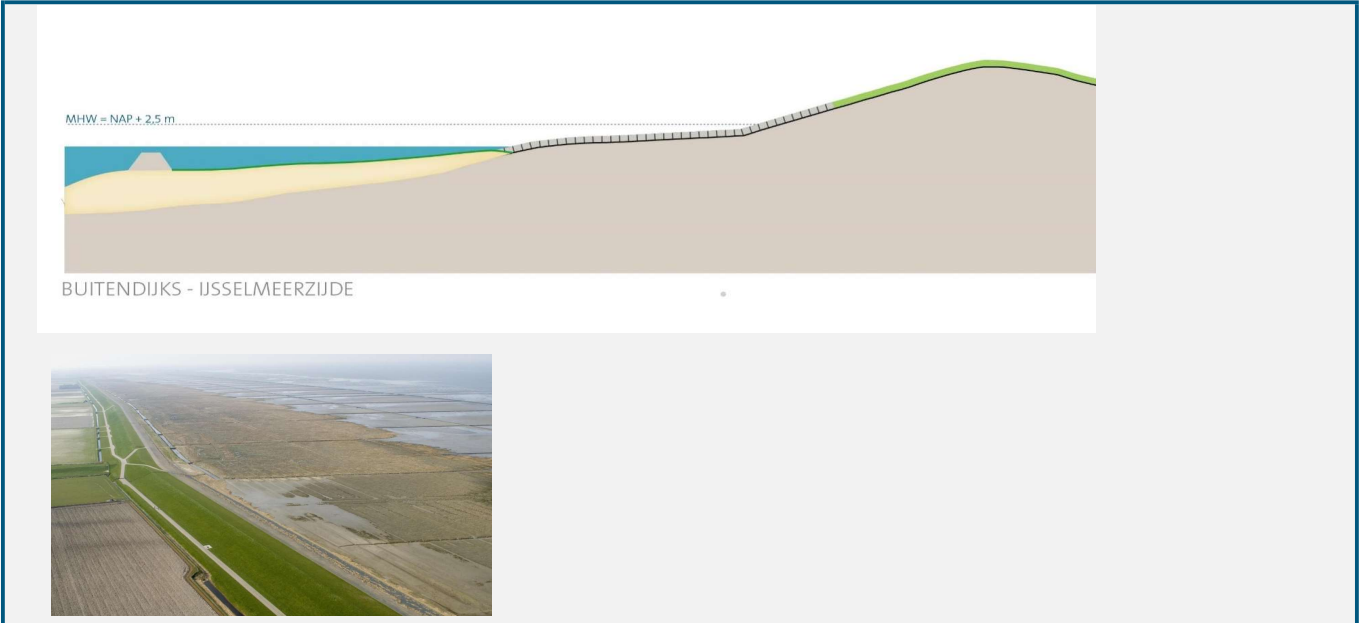 MHW = NAP + 2,5 m
BUITENDIJKS - IJSSELMEERZIJDE